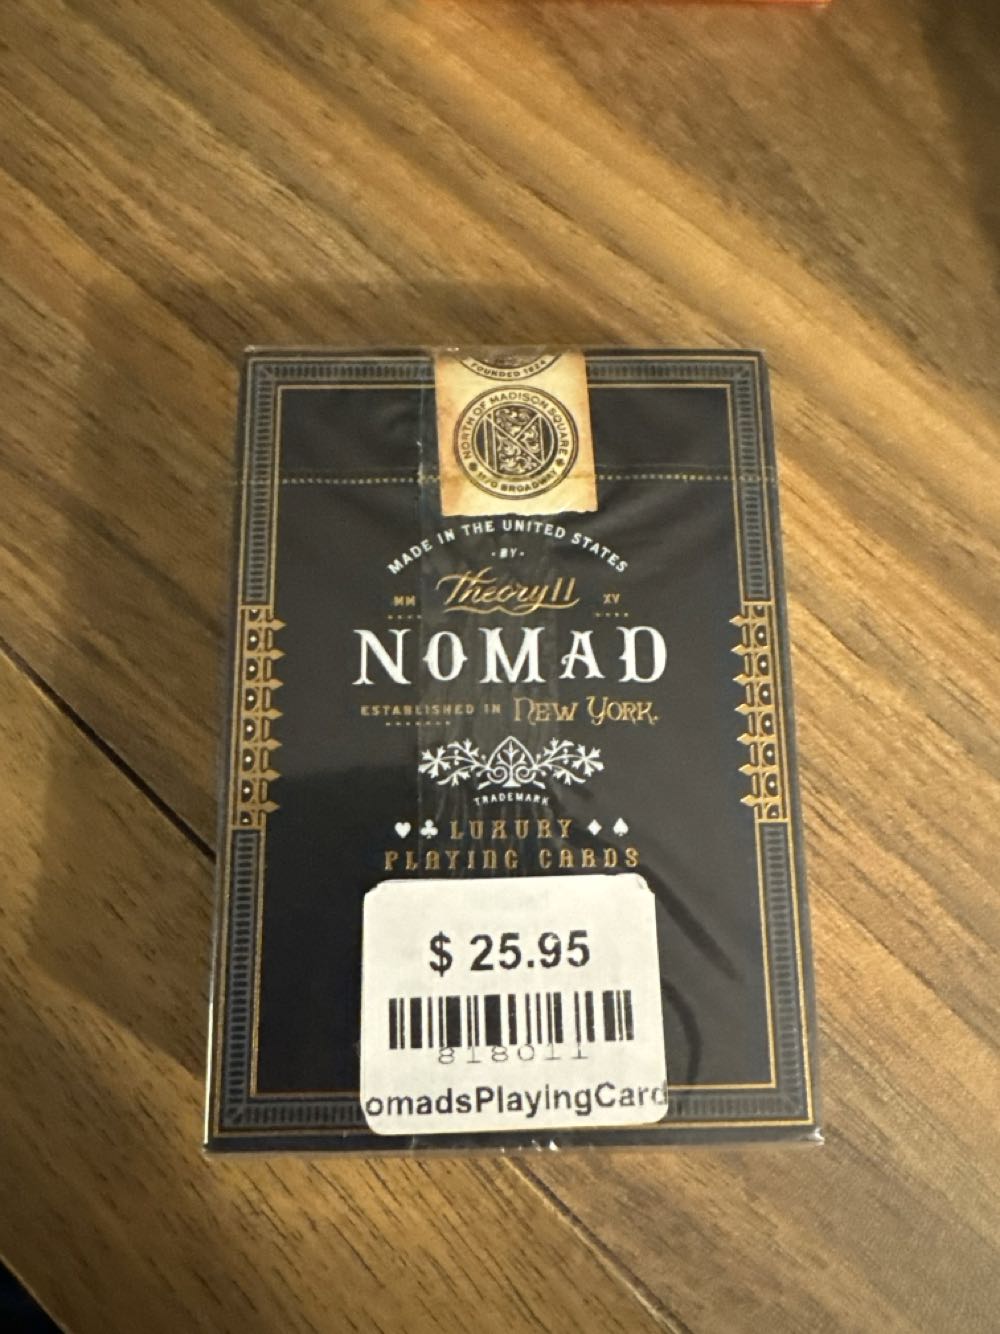 FOUNDED 1824
NORTH OF MADISON SQUARE
1170 BROADWAY
MADE IN THE UNITED STATES
·BY·
MM Theory11 XV
NOMAD
ESTABLISHED IN NEW YORK.
TRADEMARK
♥ ♣ LUXURY ♦ ♠
PLAYING CARDS
$ 25.95
818011
omadsPlayingCard